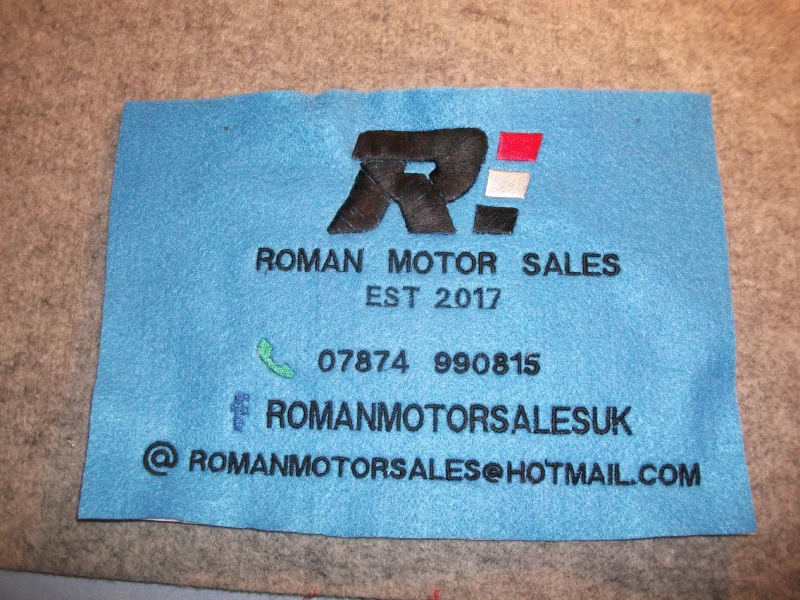 R
ROMAN MOTOR SALES
EST 2017
07874 990815
f ROMANMOTORSALESUK
@ ROMANMOTORSALES@HOTMAIL.COM